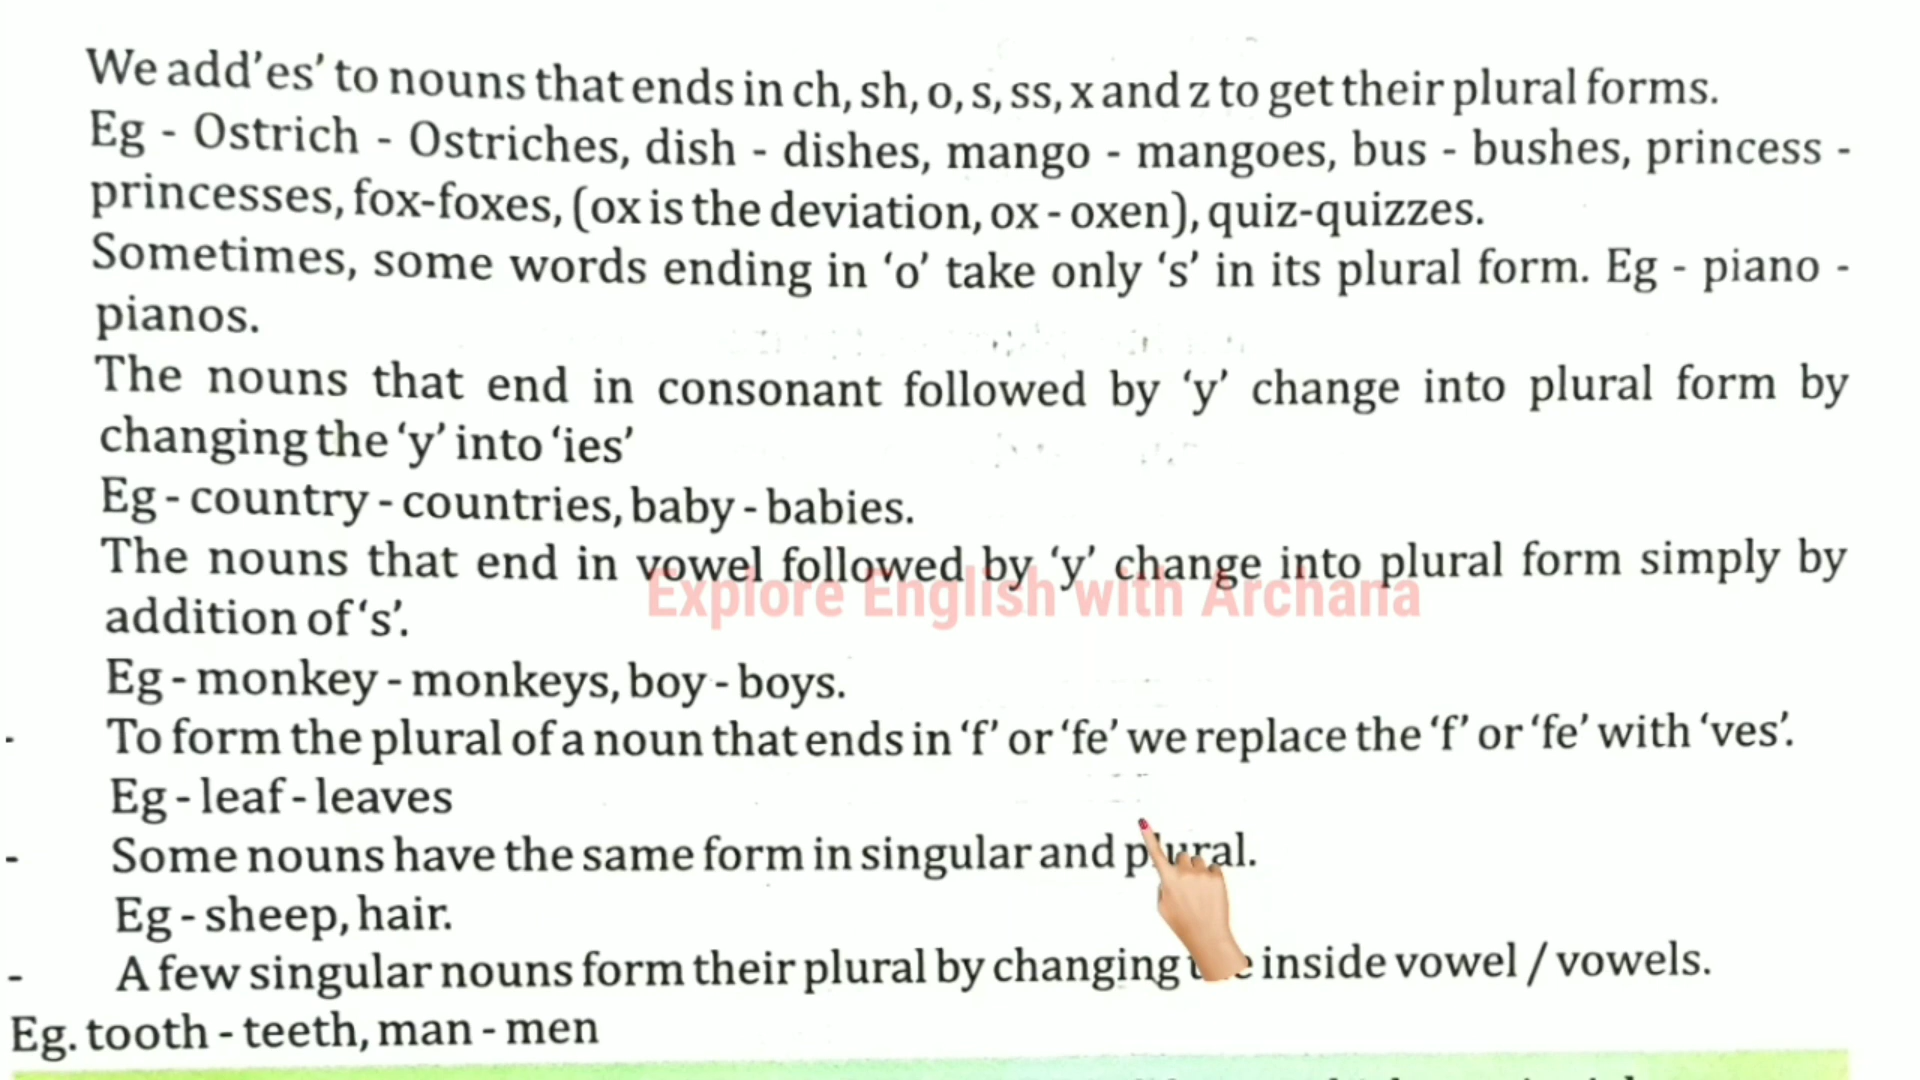 We add’es’ to nouns that ends in ch, sh, o, s, ss, x and z to get their plural forms.
Eg - Ostrich - Ostriches, dish - dishes, mango - mangoes, bus - bushes, princess -
princesses, fox-foxes, (ox is the deviation, ox - oxen), quiz-quizzes.
Sometimes, some words ending in ‘o’ take only ‘s’ in its plural form. Eg - piano -
pianos.
The nouns that end in consonant followed by ‘y’ change into plural form by
changing the ‘y’ into ‘ies’
Eg - country - countries, baby - babies.
The nouns that end in vowel followed by ‘y’ change into plural form simply by
Explore English with Archana
addition of ‘s’.
Eg - monkey - monkeys, boy - boys.
- To form the plural of a noun that ends in ‘f’ or ‘fe’ we replace the ‘f’ or ‘fe’ with ‘ves’.
Eg - leaf - leaves
- Some nouns have the same form in singular and plural.
Eg - sheep, hair.
- A few singular nouns form their plural by changing inside vowel / vowels.
Eg. tooth - teeth, man - men